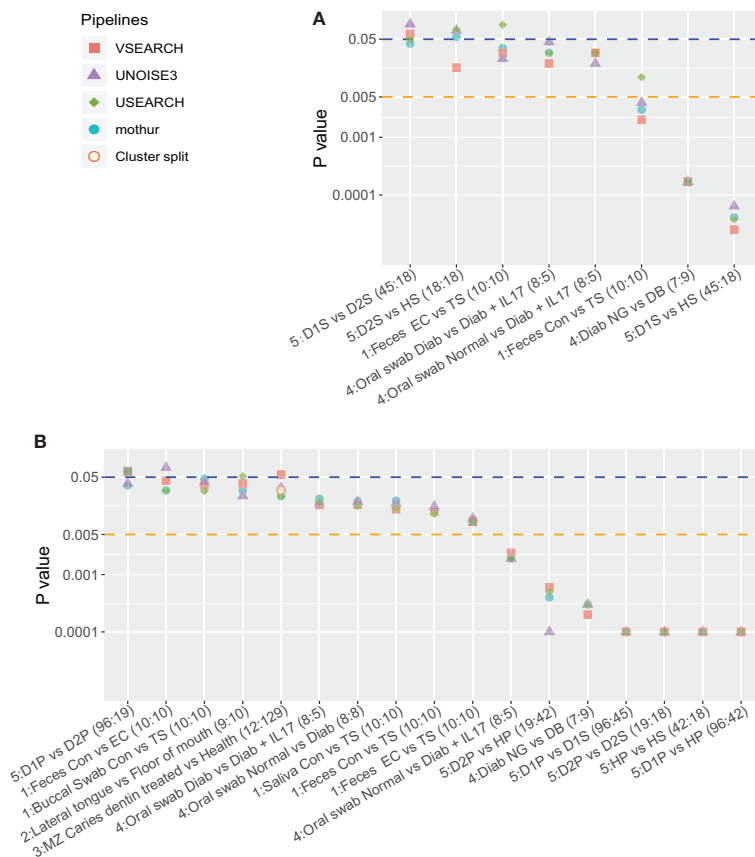 Pipelines
VSEARCH
UNOISE3
USEARCH
mothur
Cluster split
A
P value
0.05
0.005
0.001
0.0001
5:D1S vs D2S (45:18)
5:D2S vs HS (18:18)
1:Feces EC vs TS (10:10)
4:Oral swab Diab vs Diab + IL17 (8:5)
4:Oral swab Normal vs Diab + IL17 (8:5)
1:Feces Con vs TS (10:10)
4:Diab NG vs DB (7:9)
5:D1S vs HS (45:18)
B
P value
0.05
0.005
0.001
0.0001
5:D1P vs D2P (96:19)
1:Feces Con vs EC (10:10)
1:Buccal Swab Con vs TS (10:10)
2:Lateral tongue vs Floor of mouth (9:10)
3:MZ Caries dentin treated vs Health (12:129)
4:Oral swab Diab vs Diab + IL17 (8:5)
4:Oral swab Normal vs Diab (8:8)
1:Saliva Con vs TS (10:10)
1:Feces Con vs TS (10:10)
1:Feces EC vs TS (10:10)
4:Oral swab Normal vs Diab + IL17 (8:5)
5:D2P vs HP (19:42)
4:Diab NG vs DB (7:9)
5:D1P vs D1S (96:45)
5:D2P vs D2S (19:18)
5:HP vs HS (42:18)
5:D1P vs HP (96:42)